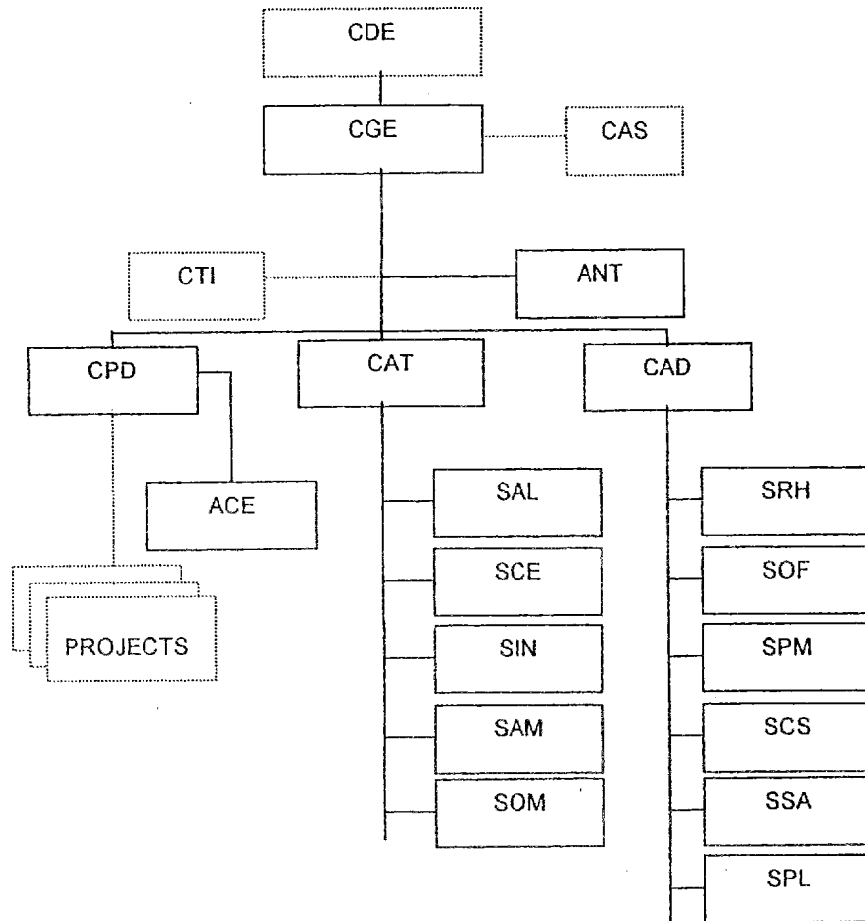 CDE
CGE
CAS
CTI
ANT
CPD
CAT
CAD
ACE
SAL
SRH
SCE
SOF
SIN
SPM
PROJECTS
SAM
SCS
SOM
SSA
SPL